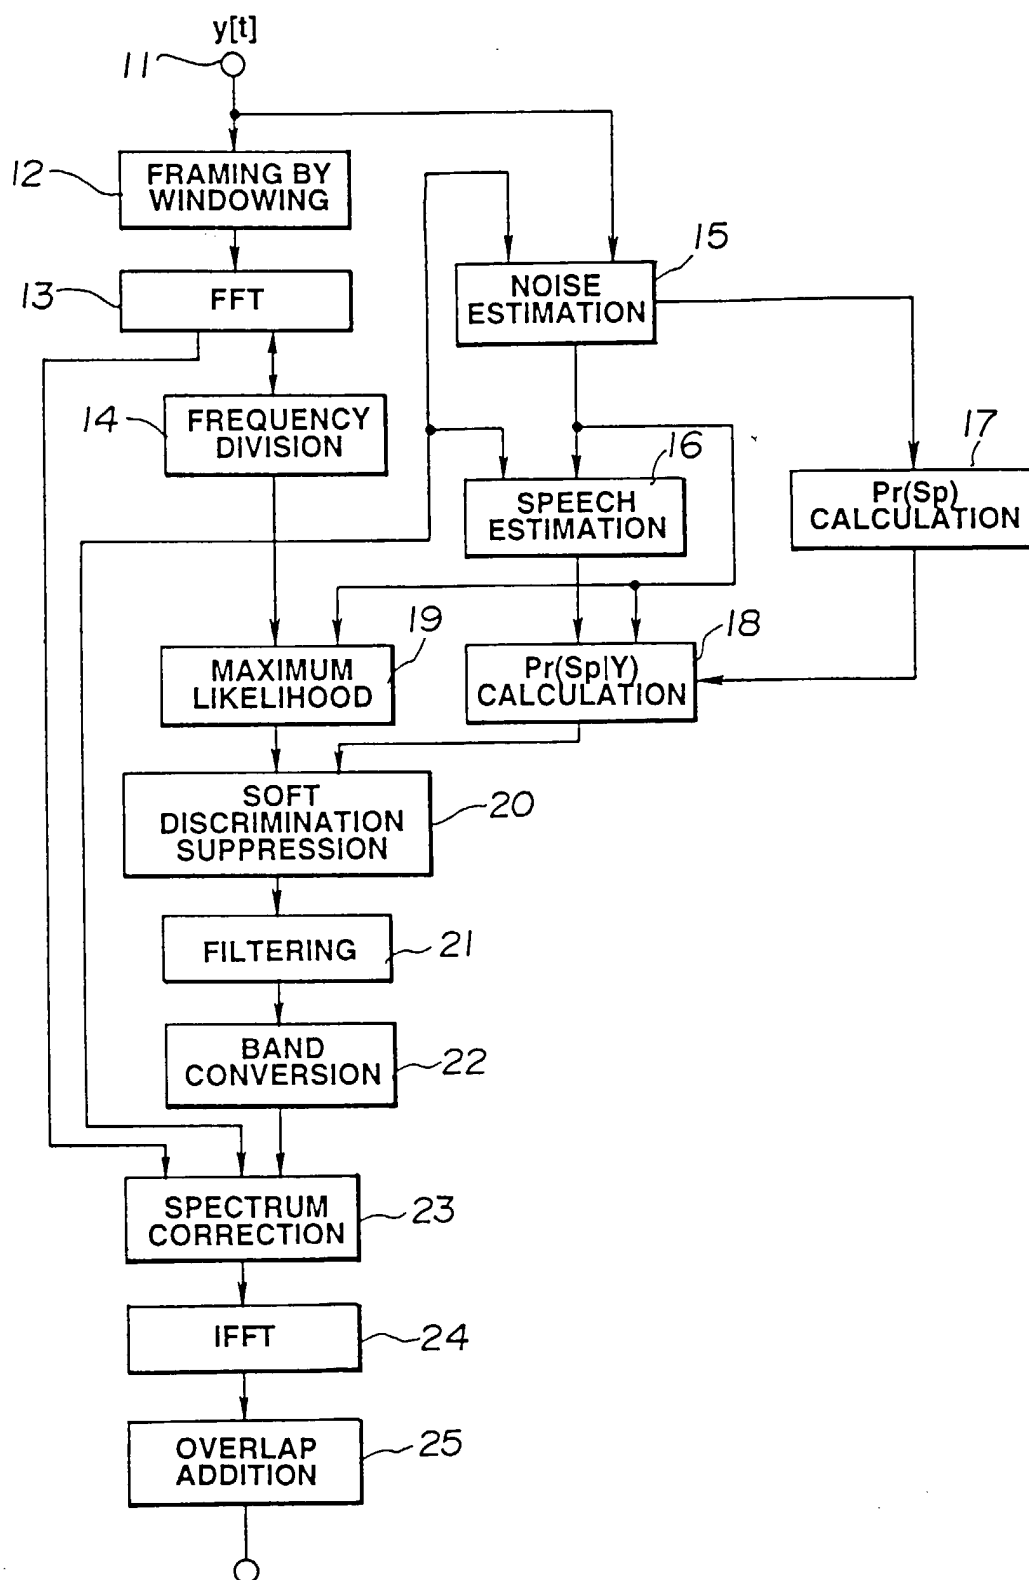 y[t]
11
12
FRAMING BY
WINDOWING
13
FFT
15
NOISE
ESTIMATION
14
FREQUENCY
DIVISION
16
SPEECH
ESTIMATION
17
Pr(Sp)
CALCULATION
19
MAXIMUM
LIKELIHOOD
18
Pr(Sp|Y)
CALCULATION
SOFT
DISCRIMINATION
SUPPRESSION
20
FILTERING
21
BAND
CONVERSION
22
SPECTRUM
CORRECTION
23
IFFT
24
OVERLAP
ADDITION
25